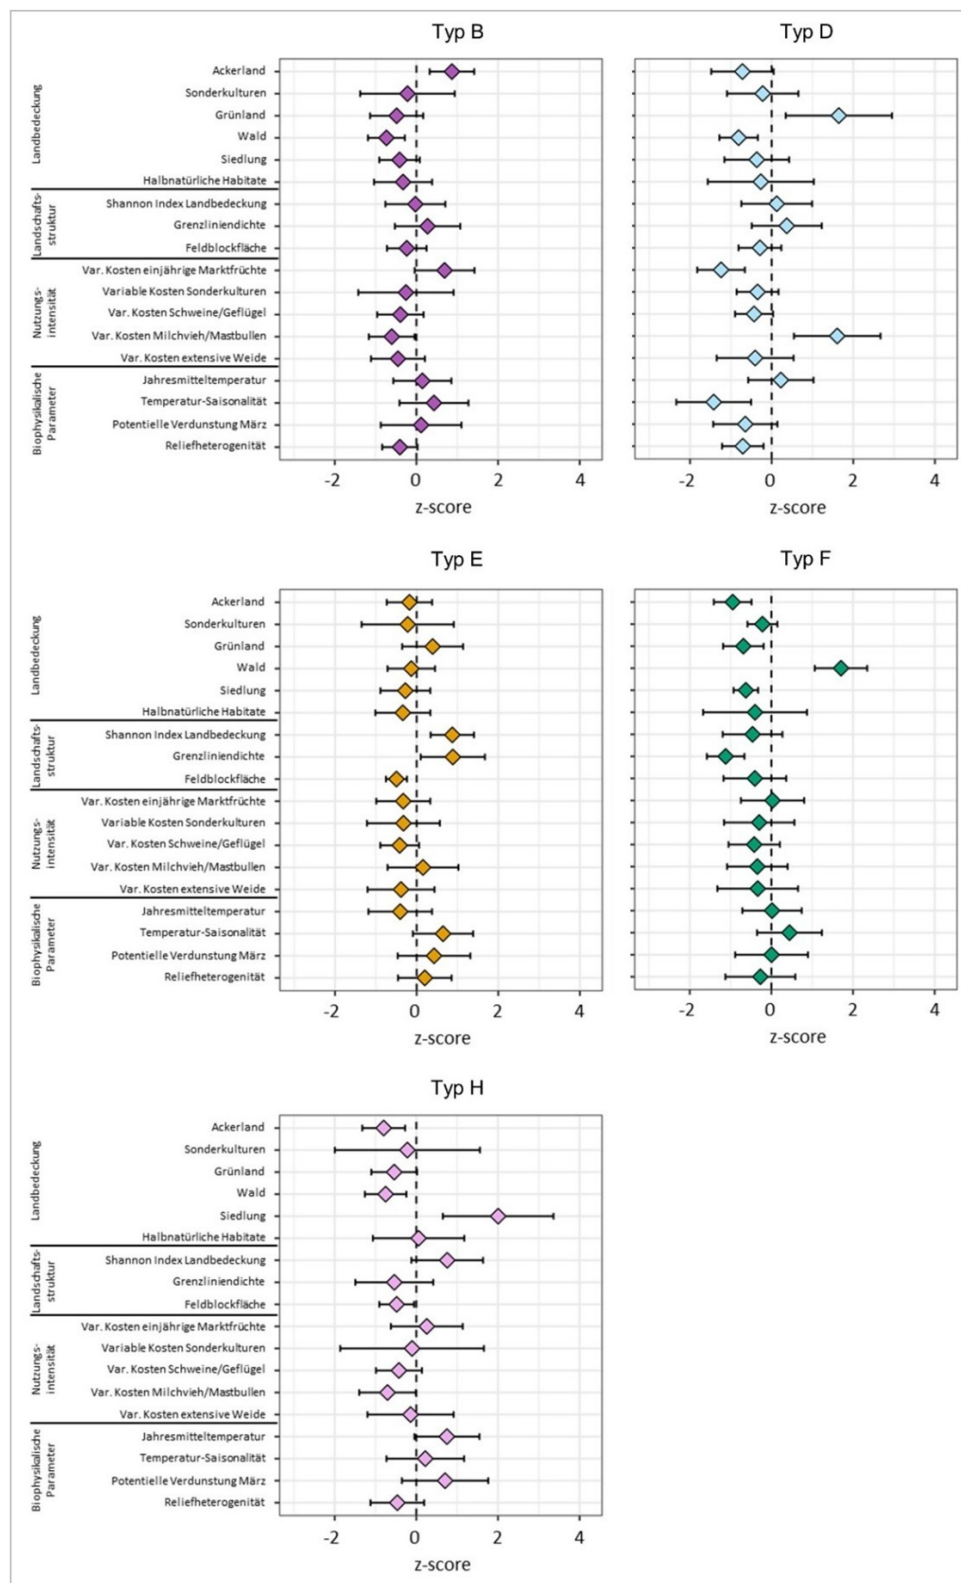 Typ B
Landbedeckung
Ackerland
Sonderkulturen
Grünland
Wald
Siedlung
Halbnatürliche Habitate
Landschafts-
struktur
Shannon Index Landbedeckung
Grenzliniendichte
Feldblockfläche
Nutzungs-
intensität
Var. Kosten einjährige Marktfrüchte
Variable Kosten Sonderkulturen
Var. Kosten Schweine/Geflügel
Var. Kosten Milchvieh/Mastbullen
Var. Kosten extensive Weide
Biophysikalische
Parameter
Jahresmitteltemperatur
Temperatur-Saisonalität
Potentielle Verdunstung März
Reliefheterogenität
-2 0 2 4
z-score
Typ D
-2 0 2 4
z-score
Typ E
Landbedeckung
Ackerland
Sonderkulturen
Grünland
Wald
Siedlung
Halbnatürliche Habitate
Landschafts-
struktur
Shannon Index Landbedeckung
Grenzliniendichte
Feldblockfläche
Nutzungs-
intensität
Var. Kosten einjährige Marktfrüchte
Variable Kosten Sonderkulturen
Var. Kosten Schweine/Geflügel
Var. Kosten Milchvieh/Mastbullen
Var. Kosten extensive Weide
Biophysikalische
Parameter
Jahresmitteltemperatur
Temperatur-Saisonalität
Potentielle Verdunstung März
Reliefheterogenität
-2 0 2 4
z-score
Typ F
-2 0 2 4
z-score
Typ H
Landbedeckung
Ackerland
Sonderkulturen
Grünland
Wald
Siedlung
Halbnatürliche Habitate
Landschafts-
struktur
Shannon Index Landbedeckung
Grenzliniendichte
Feldblockfläche
Nutzungs-
intensität
Var. Kosten einjährige Marktfrüchte
Variable Kosten Sonderkulturen
Var. Kosten Schweine/Geflügel
Var. Kosten Milchvieh/Mastbullen
Var. Kosten extensive Weide
Biophysikalische
Parameter
Jahresmitteltemperatur
Temperatur-Saisonalität
Potentielle Verdunstung März
Reliefheterogenität
-2 0 2 4
z-score